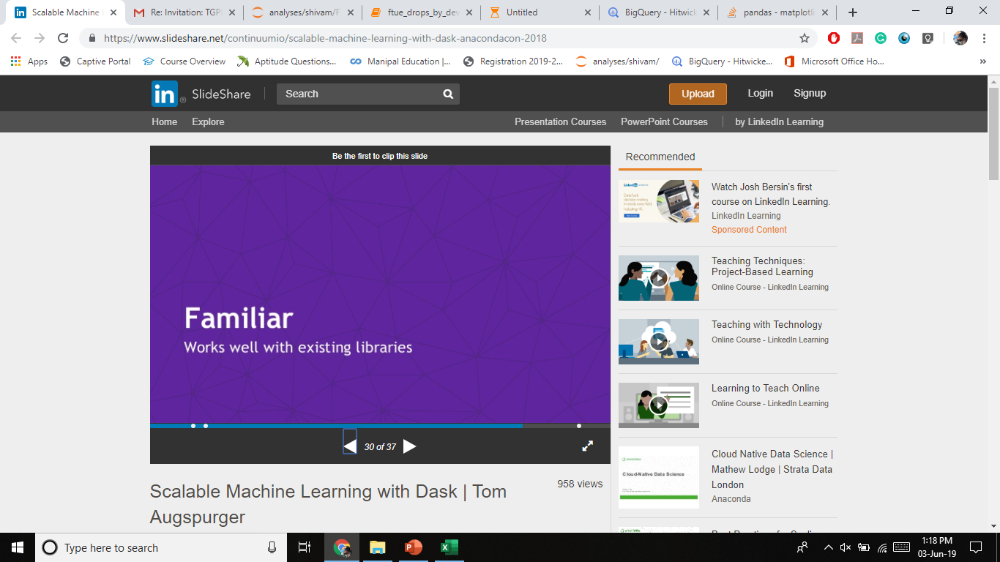 Scalable Machine
Re: Invitation: TGP
analyses/shivam/F
ftue_drops_by_de
Untitled
BigQuery - Hitwick
pandas - matplotl
https://www.slideshare.net/continuumio/scalable-machine-learning-with-dask-anacondacon-2018
Apps
Captive Portal
Course Overview
Aptitude Questions...
Manipal Education |...
Registration 2019-2...
analyses/shivam/
BigQuery - Hitwicke...
Microsoft Office Ho...
in SlideShare
Search
Upload
Login
Signup
Home
Explore
Presentation Courses
PowerPoint Courses
by LinkedIn Learning
Be the first to clip this slide
Familiar
Works well with existing libraries
30 of 37
Scalable Machine Learning with Dask | Tom
Augspurger
958 views
Recommended
Watch Josh Bersin's first
course on LinkedIn Learning.
LinkedIn Learning
Sponsored Content
Teaching Techniques:
Project-Based Learning
Online Course - LinkedIn Learning
Teaching with Technology
Online Course - LinkedIn Learning
Learning to Teach Online
Online Course - LinkedIn Learning
Cloud-Native Data Science
Cloud Native Data Science |
Mathew Lodge | Strata Data
London
Anaconda
Type here to search
1:18 PM
03-Jun-19